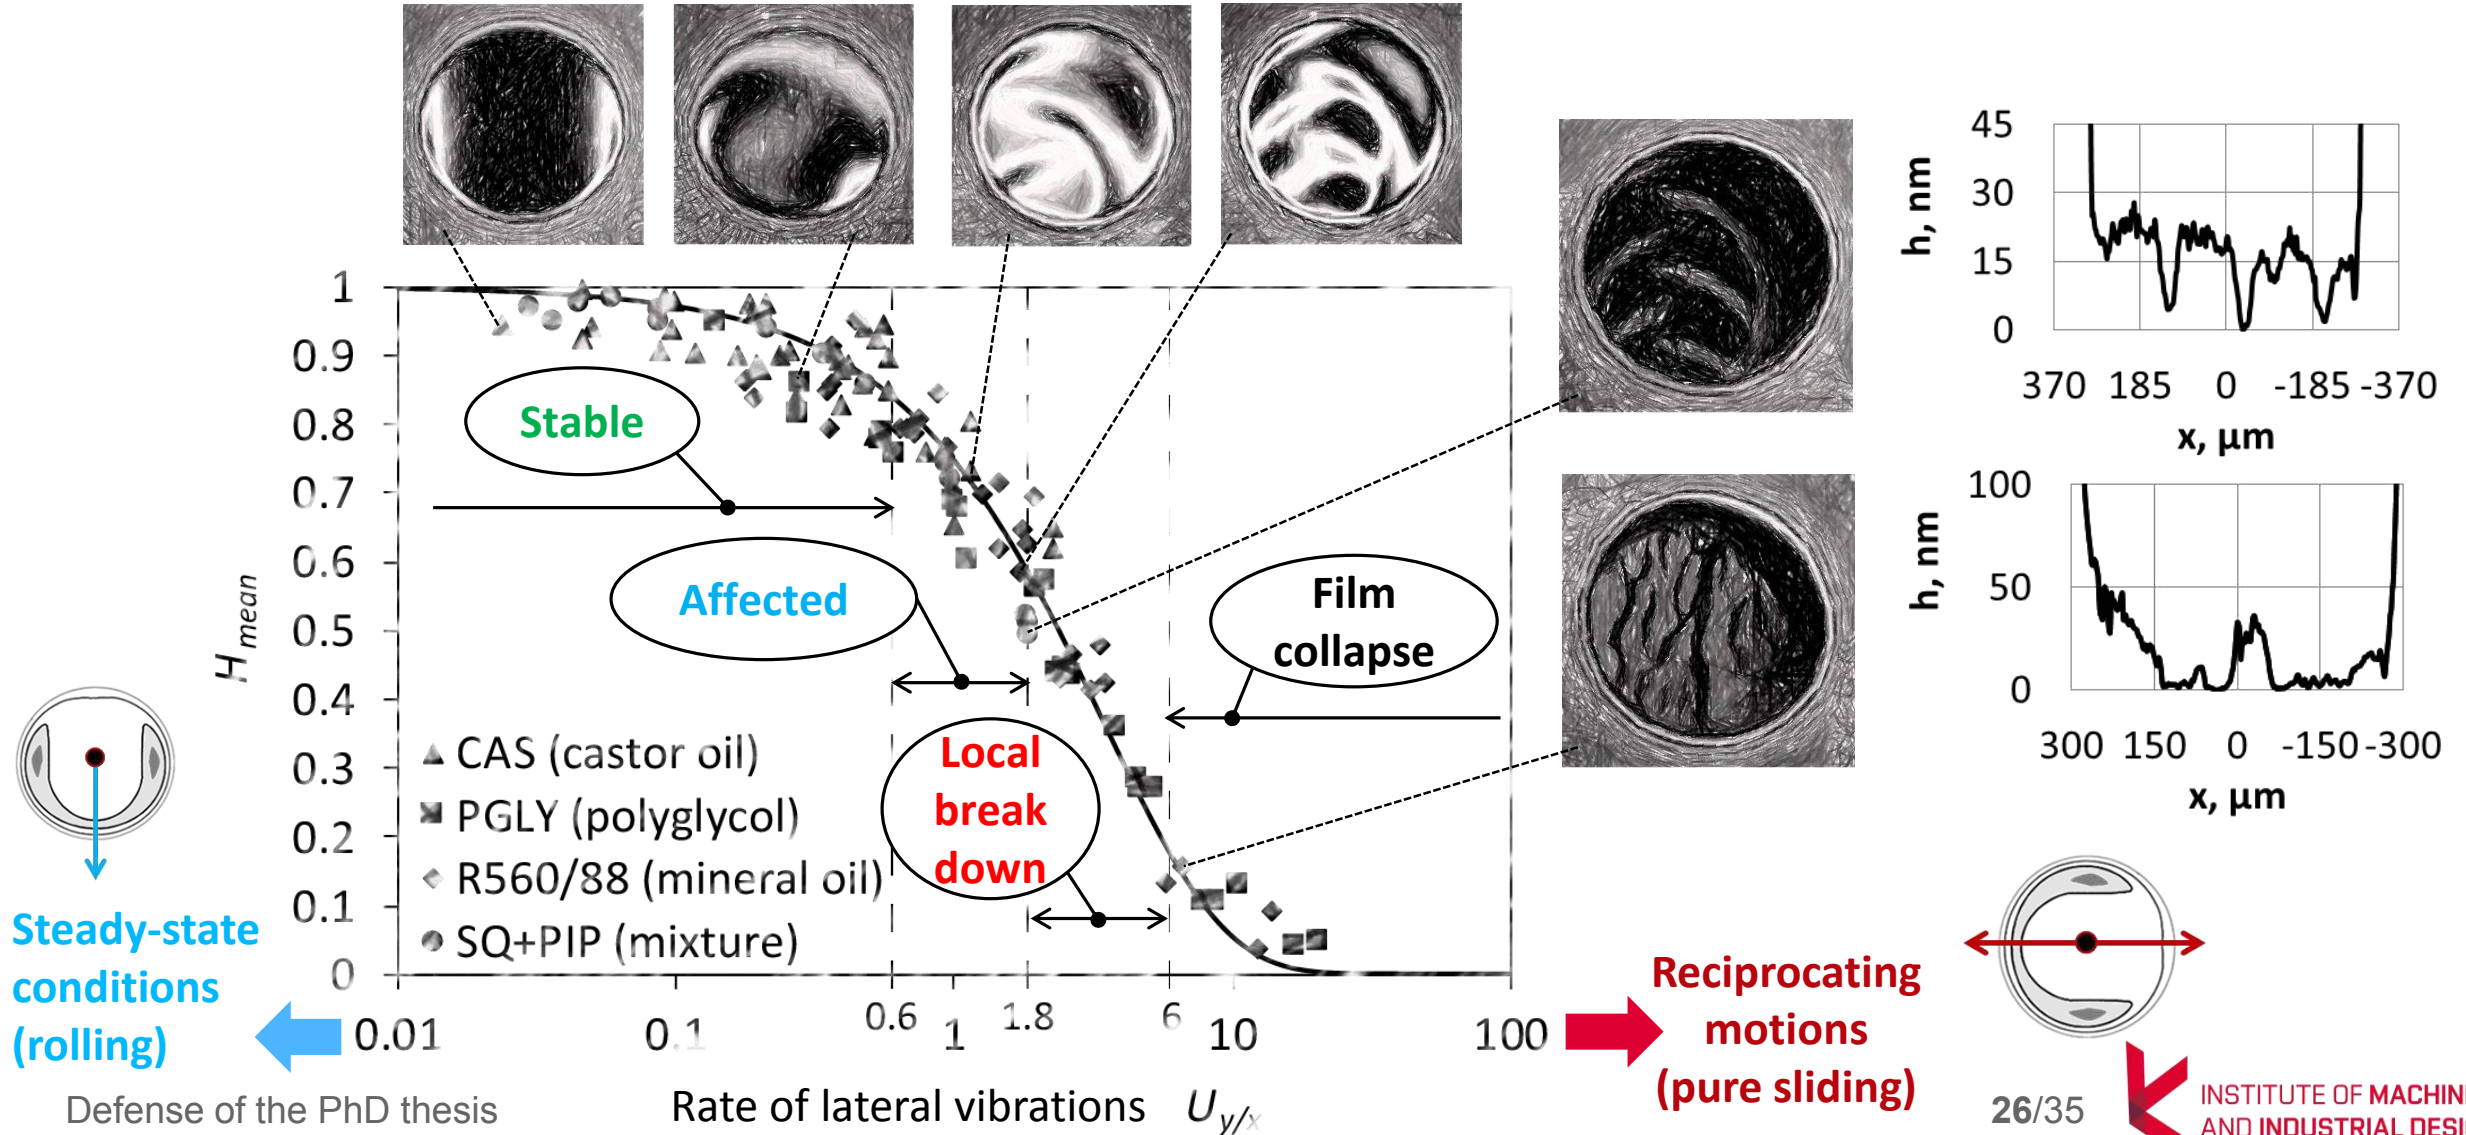 45
30
15
0
h, nm
370 185 0 -185 -370
x, µm
100
50
0
h, nm
300 150 0 -150 -300
x, µm
1
0.9
0.8
0.7
0.6
0.5
0.4
0.3
0.2
0.1
0
H mean
Stable
Affected
Film
collapse
Local
break
down
CAS (castor oil)
PGLY (polyglycol)
R560/88 (mineral oil)
SQ+PIP (mixture)
0.01 0.1 0.6 1 1.8 6 10 100
Rate of lateral vibrations U y/x
Steady-state
conditions
(rolling)
Reciprocating
motions
(pure sliding)
Defense of the PhD thesis
26/35
INSTITUTE OF
AND INDUSTRIAL